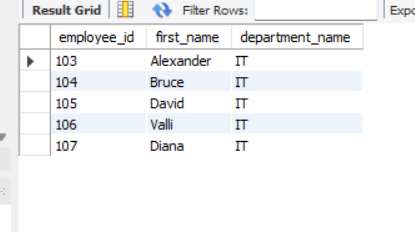 Result Grid Filter Rows: Expo
employee_id first_name department_name
103 Alexander IT
104 Bruce IT
105 David IT
106 Valli IT
107 Diana IT